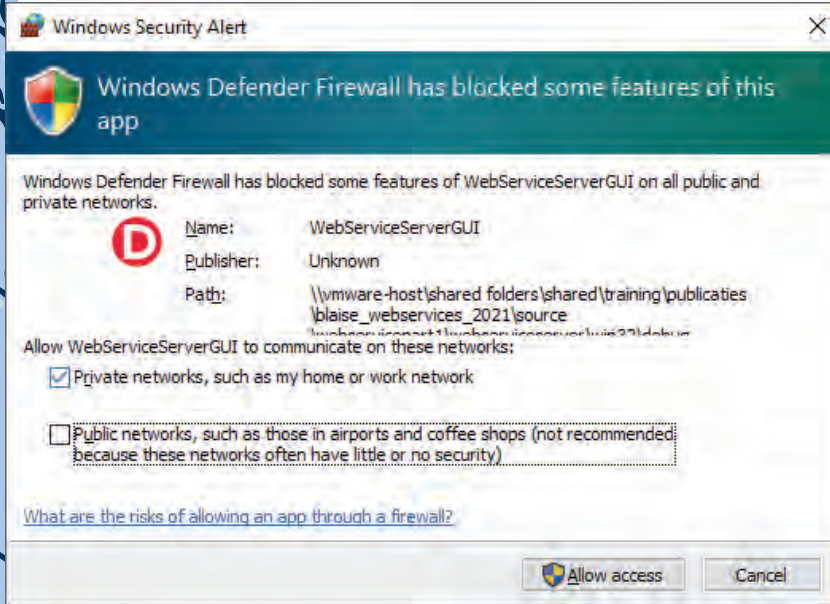 Windows Security Alert
Windows Defender Firewall has blocked some features of this
app
Windows Defender Firewall has blocked some features of WebServiceServerGUI on all public and
private networks.
D
Name: WebServiceServerGUI
Publisher: Unknown
Path: \\vmware-host\shared folders\shared\training\publicaties
\blaise_webservices_2021\source
\webservicepart1\webserviceserver\win32\debug
Allow WebServiceServerGUI to communicate on these networks:
Private networks, such as my home or work network
Public networks, such as those in airports and coffee shops (not recommended
because these networks often have little or no security)
What are the risks of allowing an app through a firewall?
Allow access
Cancel